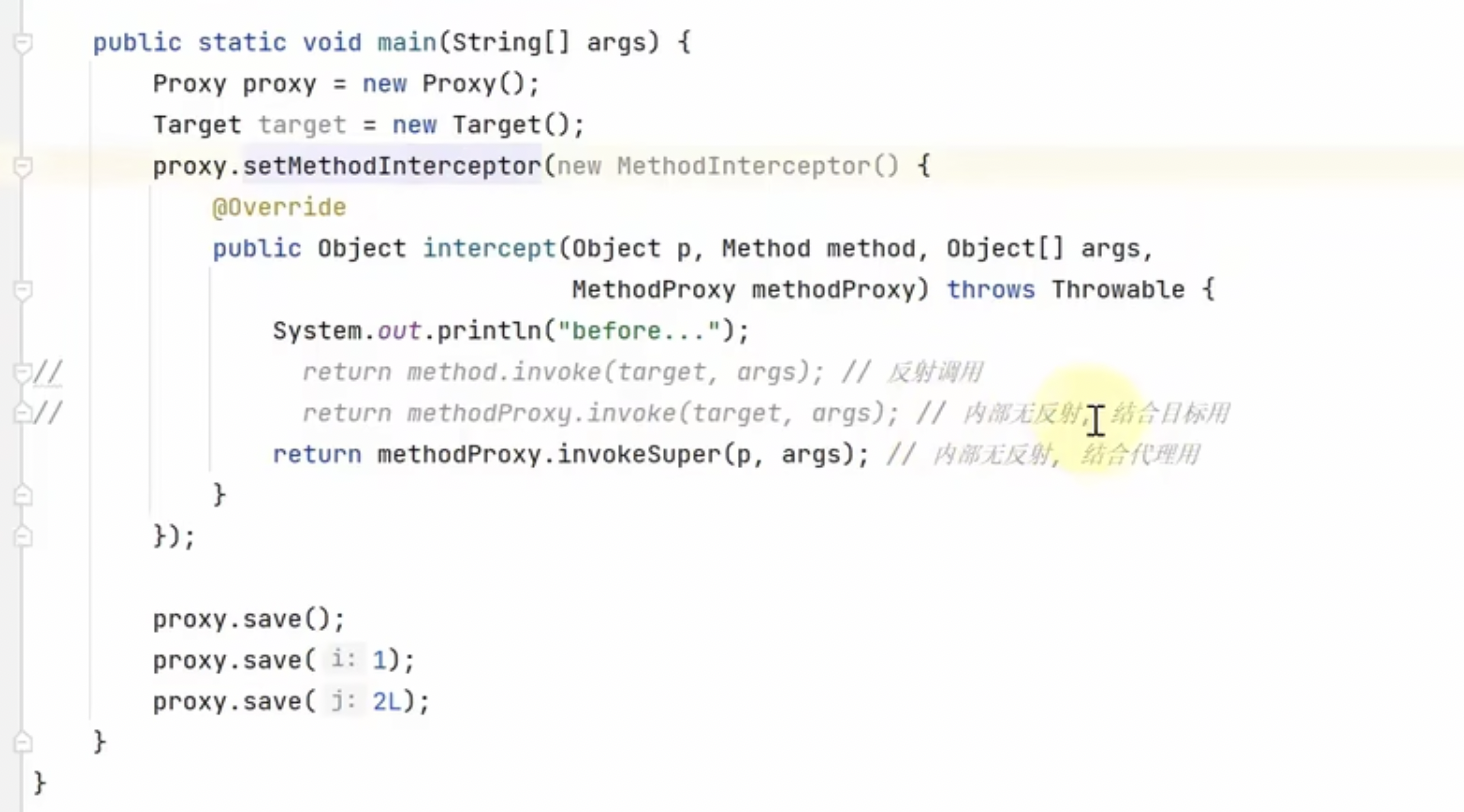 public static void main(String[] args) {
Proxy proxy = new Proxy();
Target target = new Target();
proxy.setMethodInterceptor(new MethodInterceptor() {
@Override
public Object intercept(Object p, Method method, Object[] args,
MethodProxy methodProxy) throws Throwable {
System.out.println("before...");
// return method.invoke(target, args); // 反射调用
// return methodProxy.invoke(target, args); // 内部无反射, 结合目标用
return methodProxy.invokeSuper(p, args); // 内部无反射, 结合代理用
}
});
proxy.save();
proxy.save( i: 1);
proxy.save( j: 2L);
}
}